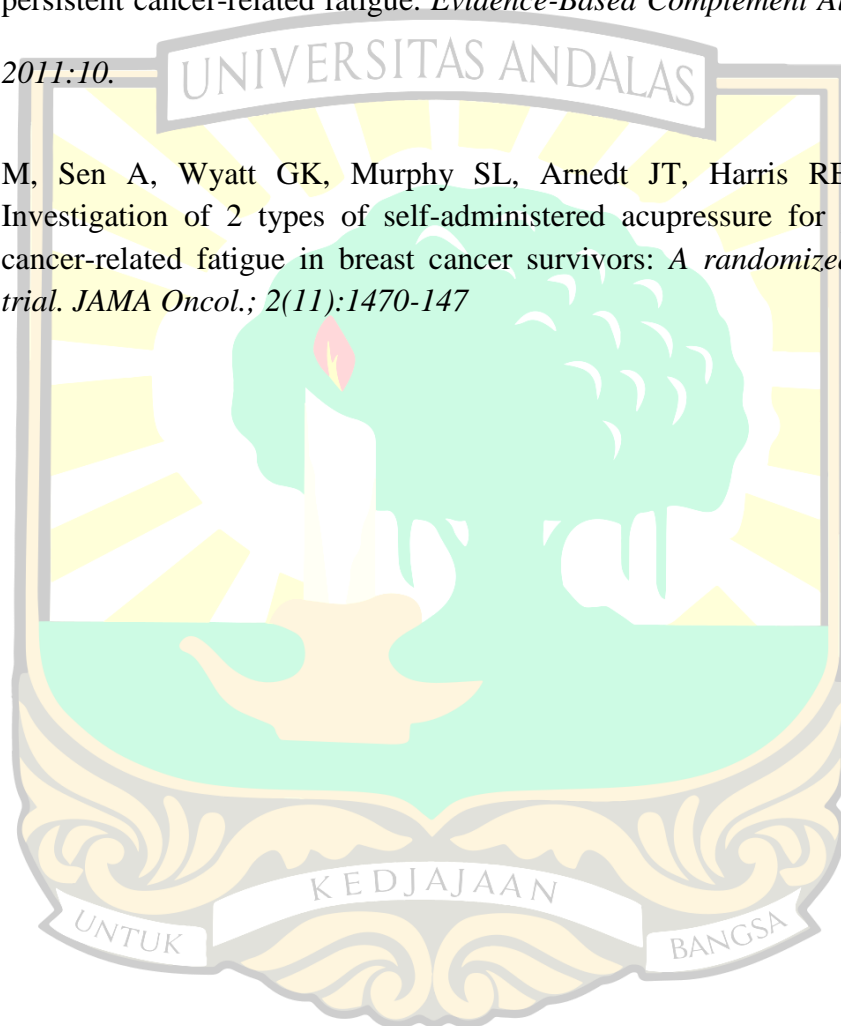 persistent cancer-related fatigue. Evidence-Based Complement
2011:10.
UNIVERSITAS ANDALAS
M, Sen A, Wyatt GK, Murphy SL, Arnedt JT, Harris
Investigation of 2 types of self-administered acupressure for
cancer-related fatigue in breast cancer survivors: A randomized
trial. JAMA Oncol.; 2(11):1470-147
KEDJAJAAN
UNTUK
BANGSA